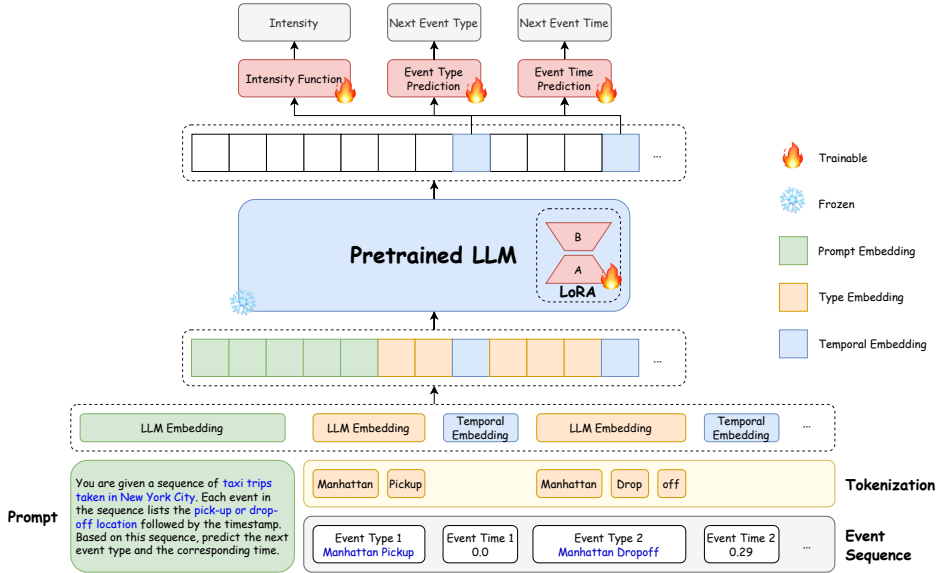 Intensity
Next Event Type
Next Event Time
Intensity Function
Event Type
Prediction
Event Time
Prediction
...
Trainable
Frozen
Prompt Embedding
Type Embedding
Temporal Embedding
Pretrained LLM
B
A
LoRA
...
LLM Embedding
LLM Embedding
Temporal
Embedding
LLM Embedding
Temporal
Embedding
...
Prompt
You are given a sequence of taxi trips
taken in New York City. Each event in
the sequence lists the pick-up or drop-
off location followed by the timestamp.
Based on this sequence, predict the next
event type and the corresponding time.
Manhattan
Pickup
Manhattan
Drop
off
Tokenization
Event Type 1
Manhattan Pickup
Event Time 1
0.0
Event Type 2
Manhattan Dropoff
Event Time 2
0.29
...
Event
Sequence